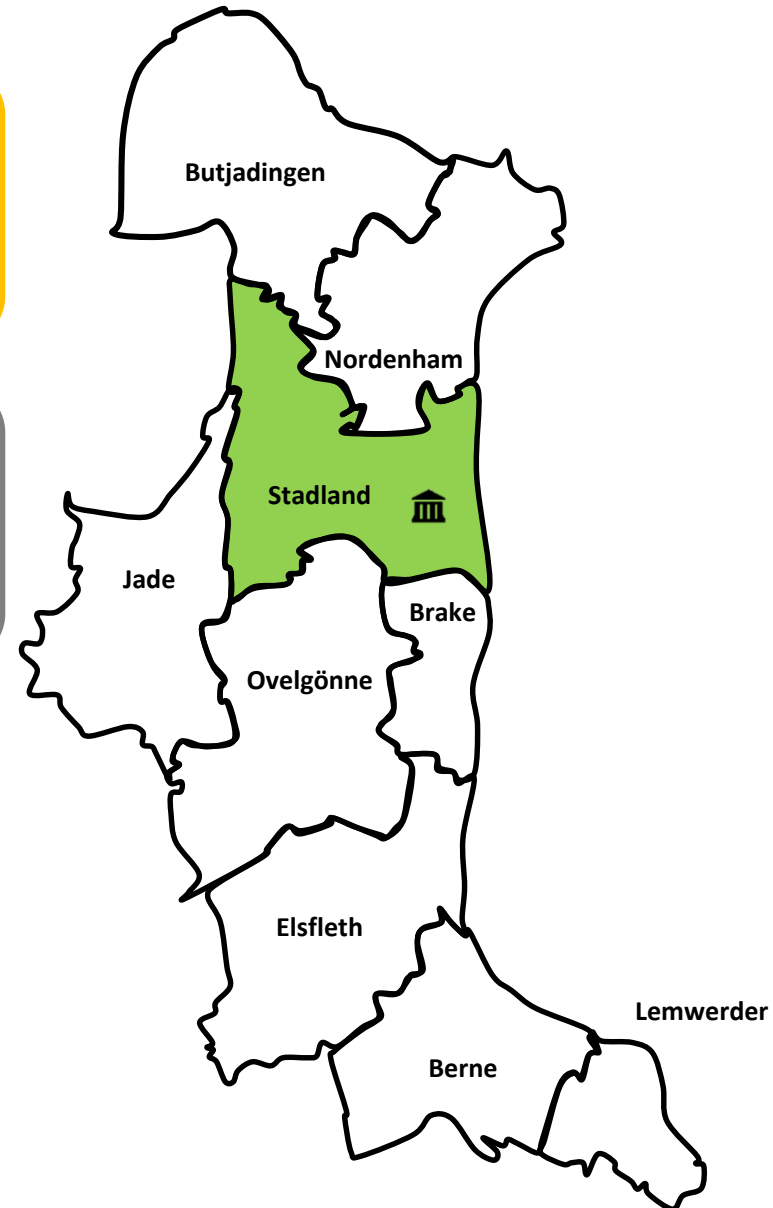 Butjadingen
Nordenham
Stadland
Jade
Brake
Ovelgönne
Elsfleth
Lemwerder
Berne